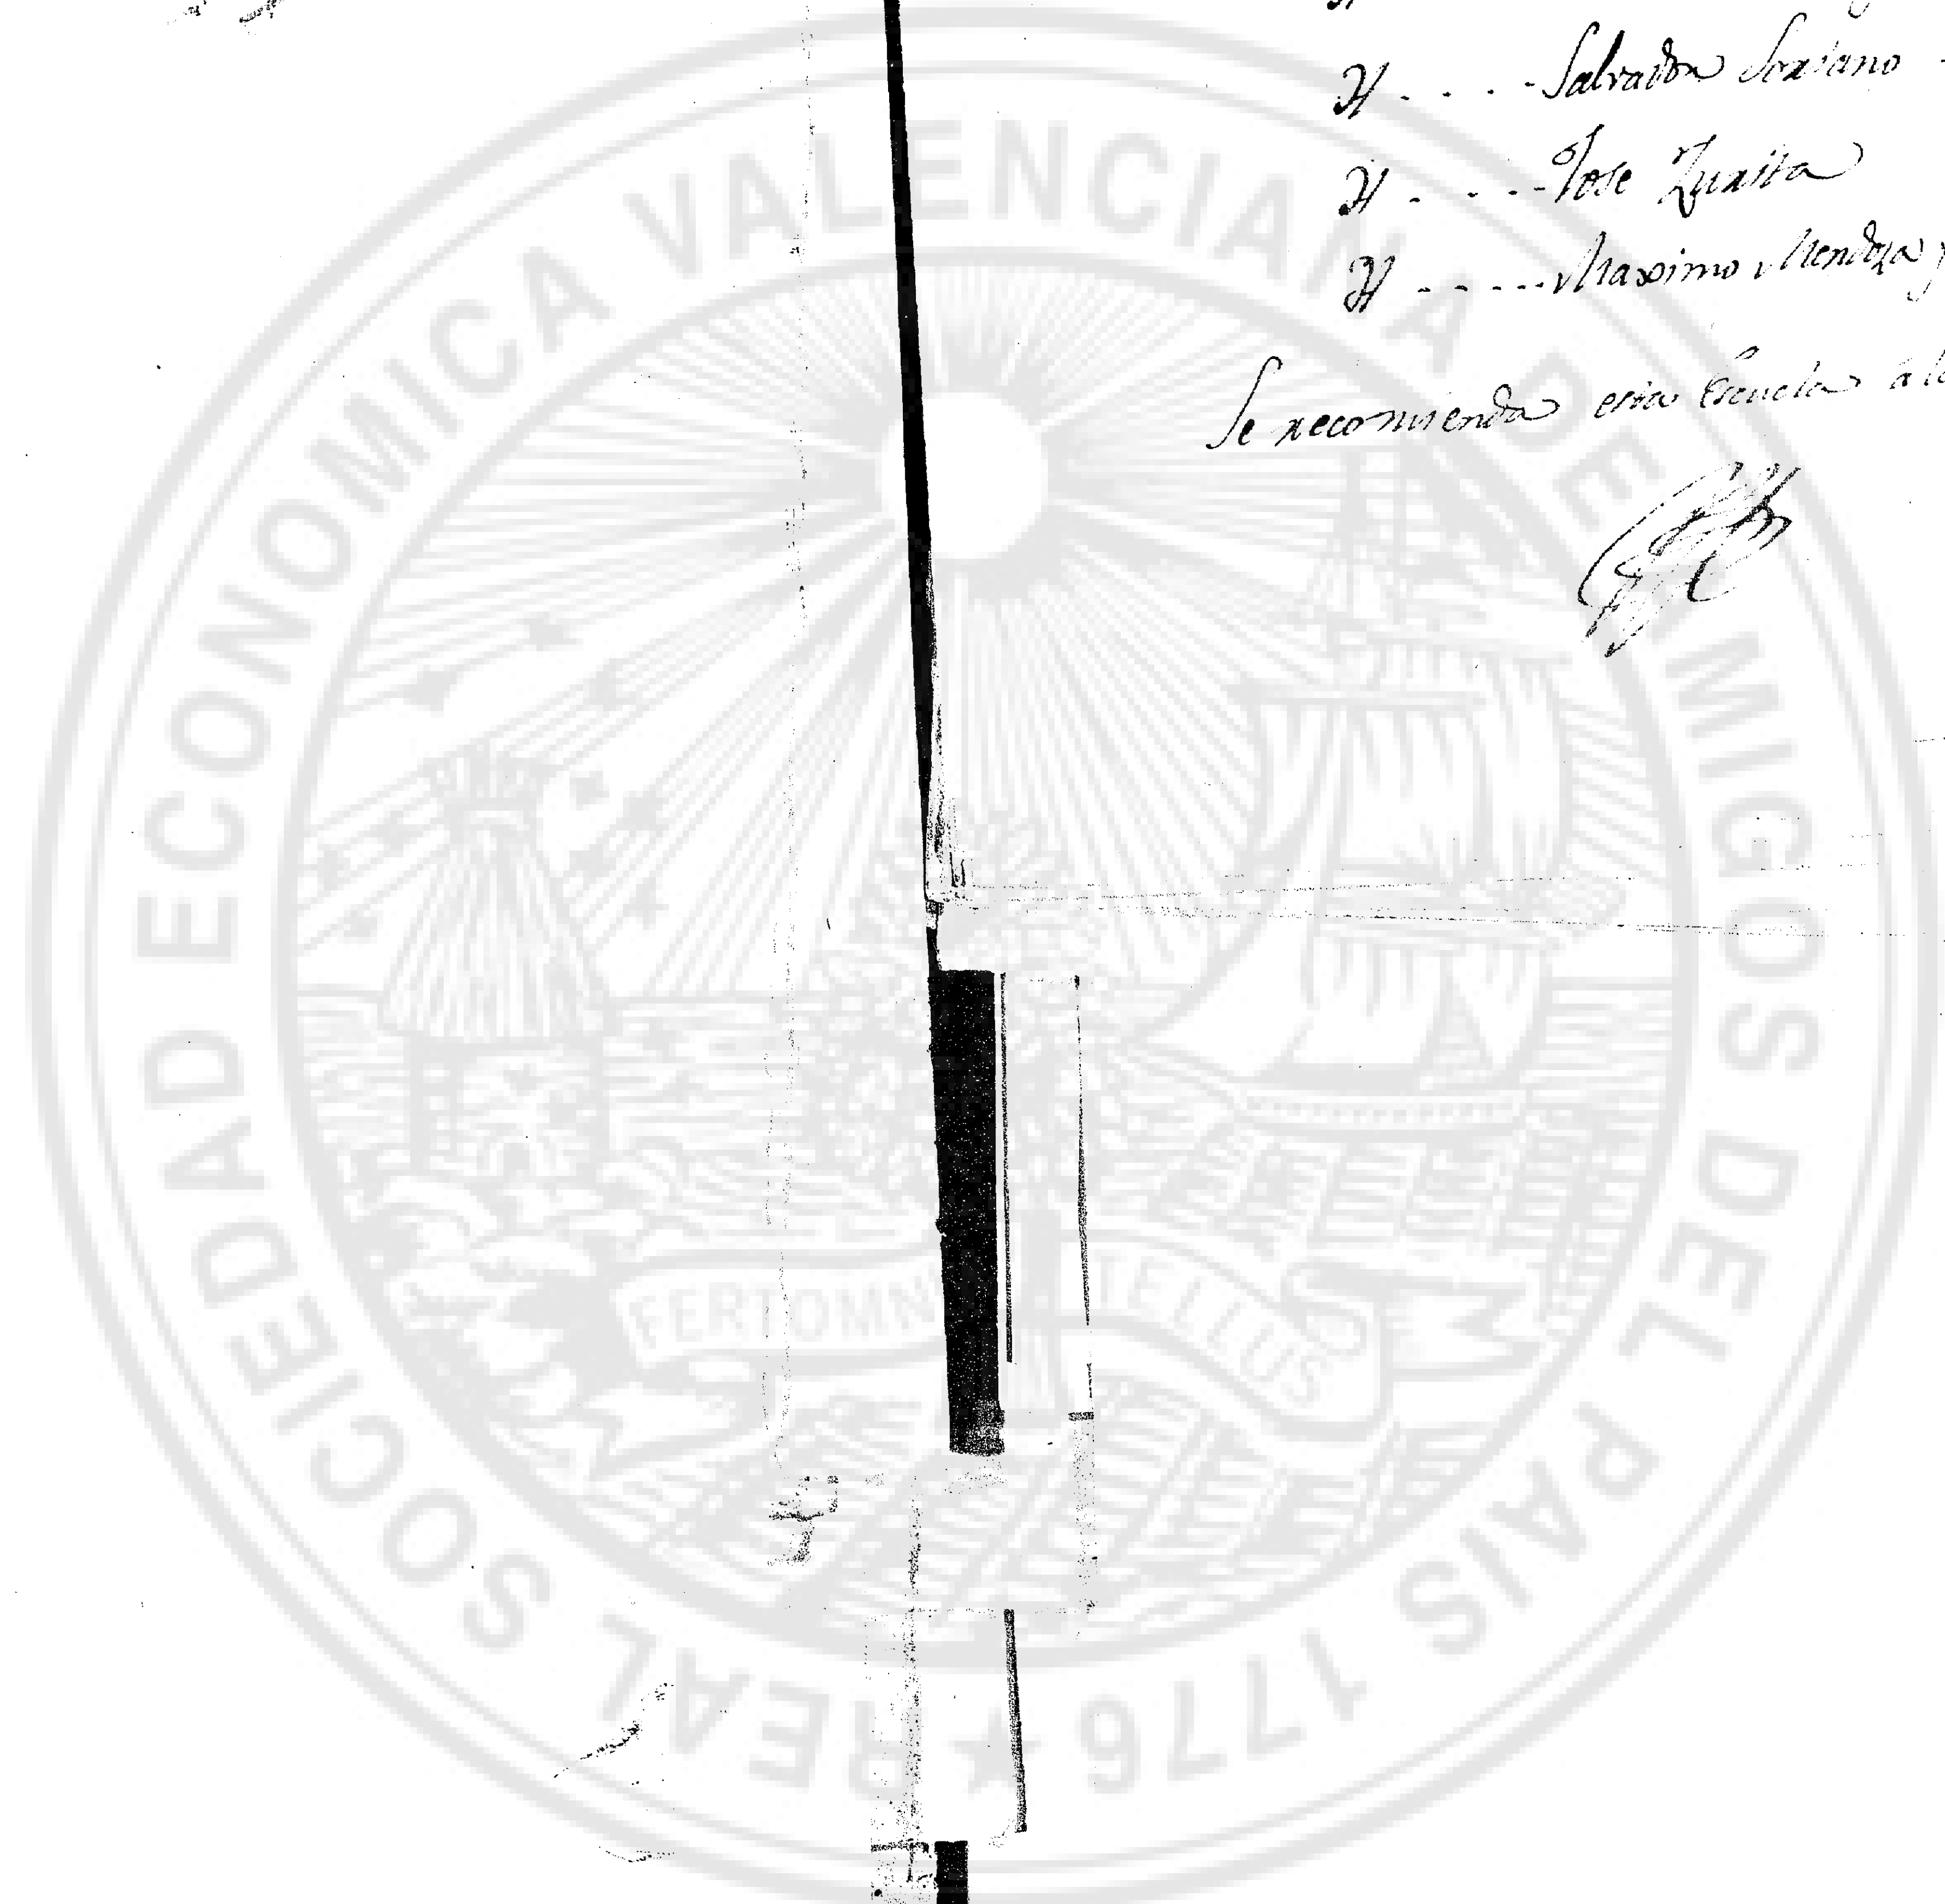 Salvador Soriano
Jose Zurita
Maximo Mendoza y
Se recomienda esta Escuela à la
REAL SOCIEDAD ECONOMICA VALENCIANA DE AMIGOS DEL PAIS 1776
FERT OMNIA TELLUS